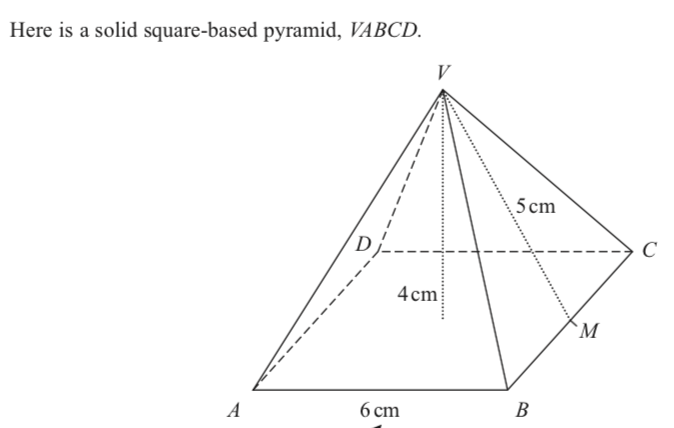 Here is a solid square-based pyramid, VABCD.
V
5 cm
D
C
4 cm
M
A
6 cm
B